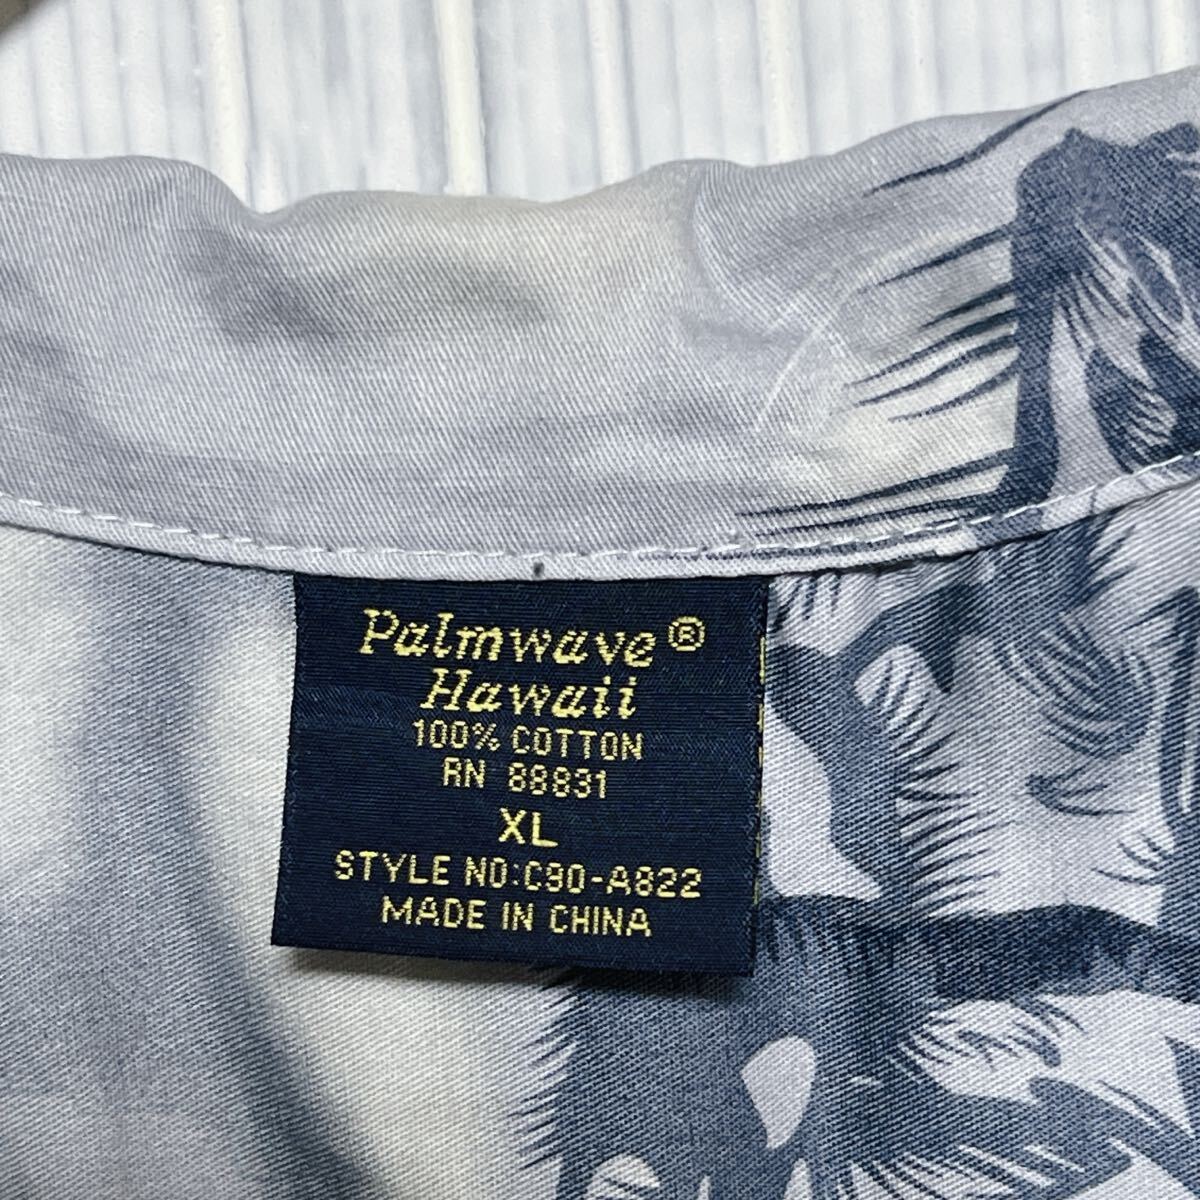 Palmwave®
Hawaii
100% COTTON
RN 88831
XL
STYLE NO:C90-A822
MADE IN CHINA